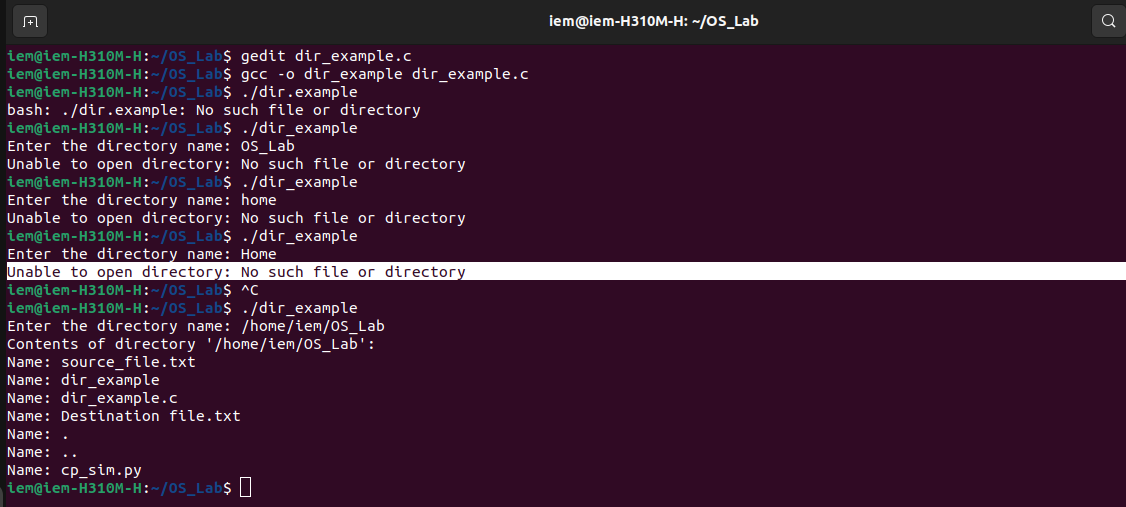 iem@iem-H310M-H: ~/OS_Lab
iem@iem-H310M-H:~/OS_Lab$ gedit dir_example.c
iem@iem-H310M-H:~/OS_Lab$ gcc -o dir_example dir_example.c
iem@iem-H310M-H:~/OS_Lab$ ./dir.example
bash: ./dir.example: No such file or directory
iem@iem-H310M-H:~/OS_Lab$ ./dir_example
Enter the directory name: OS_Lab
Unable to open directory: No such file or directory
iem@iem-H310M-H:~/OS_Lab$ ./dir_example
Enter the directory name: home
Unable to open directory: No such file or directory
iem@iem-H310M-H:~/OS_Lab$ ./dir_example
Enter the directory name: Home
Unable to open directory: No such file or directory
iem@iem-H310M-H:~/OS_Lab$ ^C
iem@iem-H310M-H:~/OS_Lab$ ./dir_example
Enter the directory name: /home/iem/OS_Lab
Contents of directory '/home/iem/OS_Lab':
Name: source_file.txt
Name: dir_example
Name: dir_example.c
Name: Destination file.txt
Name: .
Name: ..
Name: cp_sim.py
iem@iem-H310M-H:~/OS_Lab$